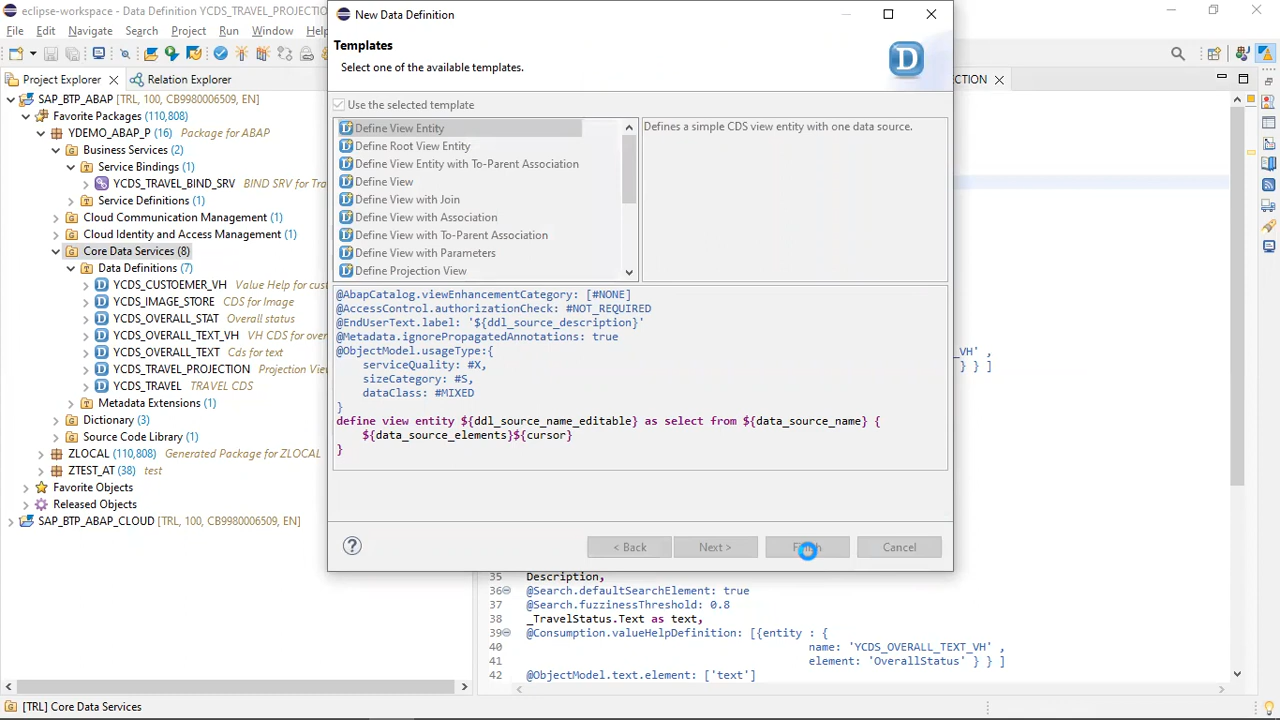 eclipse-workspace - Data Definition YCDS_TRAVEL_PROJECTIO
File Edit Navigate Search Project Run Window Help
Project Explorer
Relation Explorer
SAP_BTP_ABAP [TRL, 100, CB9980006509, EN]
Favorite Packages (110,808)
YDEMO_ABAP_P (16) Package for ABAP
Business Services (2)
Service Bindings (1)
YCDS_TRAVEL_BIND_SRV BIND SRV for Tra
Service Definitions (1)
Cloud Communication Management (1)
Cloud Identity and Access Management (1)
Core Data Services (8)
Data Definitions (7)
YCDS_CUSTOEMER_VH Value Help for cust
YCDS_IMAGE_STORE CDS for Image
YCDS_OVERALL_STAT Overall status
YCDS_OVERALL_TEXT_VH VH CDS for over
YCDS_OVERALL_TEXT Cds for text
YCDS_TRAVEL_PROJECTION Projection View
YCDS_TRAVEL TRAVEL CDS
Metadata Extensions (1)
Dictionary (3)
Source Code Library (1)
ZLOCAL (110,808) Generated Package for ZLOCAL
ZTEST_AT (38) test
Favorite Objects
Released Objects
SAP_BTP_ABAP_CLOUD [TRL, 100, CB9980006509, EN]
New Data Definition
Templates
Select one of the available templates.
D
Use the selected template
Define View Entity
Define Root View Entity
Define View Entity with To-Parent Association
Define View
Define View with Join
Define View with Association
Define View with To-Parent Association
Define View with Parameters
Define Projection View
Defines a simple CDS view entity with one data source.
@AbapCatalog.viewEnhancementCategory: [#NONE]
@AccessControl.authorizationCheck: #NOT_REQUIRED
@EndUserText.label: '${ddl_source_description}'
@Metadata.ignorePropagatedAnnotations: true
@ObjectModel.usageType:{
serviceQuality: #X,
sizeCategory: #S,
dataClass: #MIXED
}
define view entity ${ddl_source_name_editable} as select from ${data_source_name} {
${data_source_elements}${cursor}
}
< Back Next > Cancel
CTION
_VH' ,
} } ]
35 Description,
36 @Search.defaultSearchElement: true
37 @Search.fuzzinessThreshold: 0.8
38 _TravelStatus.Text as text,
39 @Consumption.valueHelpDefinition: [{entity : {
40 name: 'YCDS_OVERALL_TEXT_VH' ,
41 element: 'OverallStatus' } } ]
42 @ObjectModel.text.element: ['text']
[TRL] Core Data Services